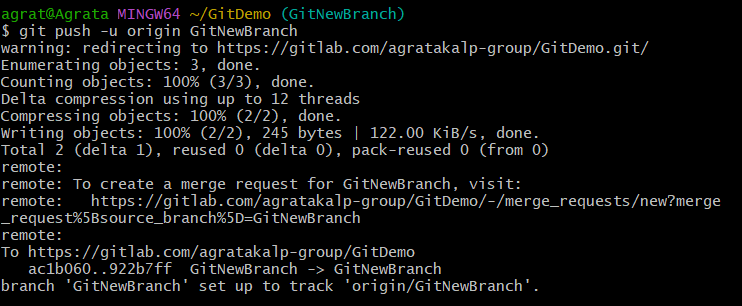 agrat@Agrata MINGW64 ~/GitDemo (GitNewBranch)
$ git push -u origin GitNewBranch
warning: redirecting to https://gitlab.com/agratakalp-group/GitDemo.git/
Enumerating objects: 3, done.
Counting objects: 100% (3/3), done.
Delta compression using up to 12 threads
Compressing objects: 100% (2/2), done.
Writing objects: 100% (2/2), 245 bytes | 122.00 KiB/s, done.
Total 2 (delta 1), reused 0 (delta 0), pack-reused 0 (from 0)
remote:
remote: To create a merge request for GitNewBranch, visit:
remote:   https://gitlab.com/agratakalp-group/GitDemo/-/merge_requests/new?merge
_request%5Bsource_branch%5D=GitNewBranch
remote:
To https://gitlab.com/agratakalp-group/GitDemo
   ac1b060..922b7ff  GitNewBranch -> GitNewBranch
branch 'GitNewBranch' set up to track 'origin/GitNewBranch'.